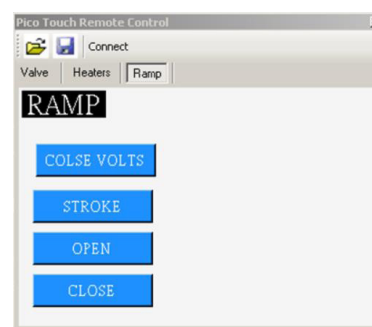 Pico Touch Remote Control
Connect
Valve Heaters Ramp
RAMP
COLSE VOLTS
STROKE
OPEN
CLOSE